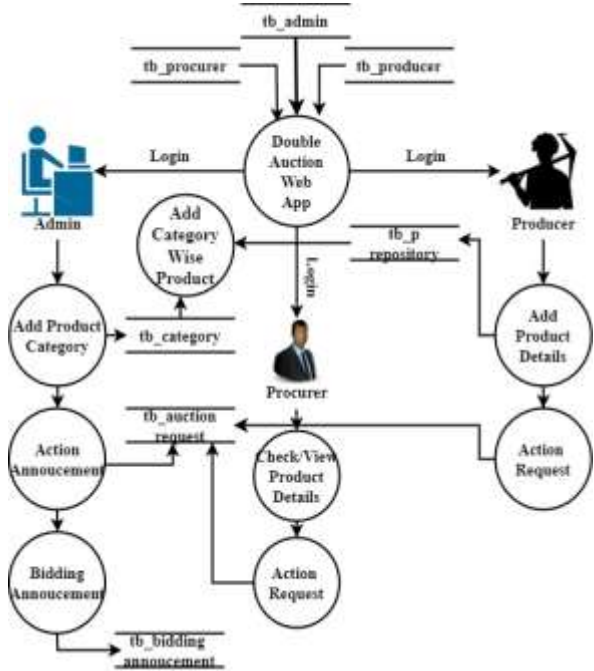 tb_admin
tb_procurer
tb_producer
Double
Auction
Web
App
Login
Login
Admin
Producer
Add
Category
Wise
Product
tb_p
repository
Login
Add Product
Category
tb_category
Add
Product
Details
Procurer
tb_auction
request
Action
Annoucement
Check/View
Product
Details
Action
Request
Bidding
Annoucement
Action
Request
tb_bidding
annoucement